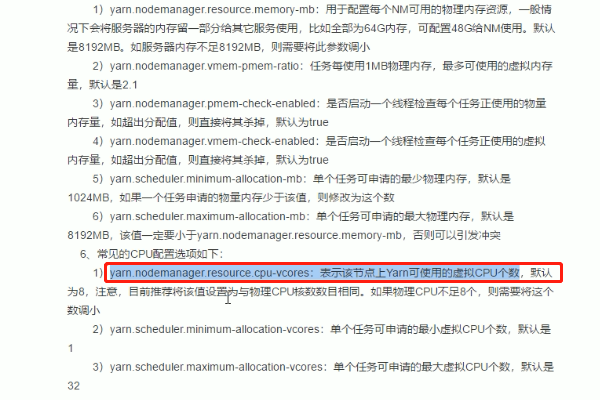 1）yarn.nodemanager.resource.memory-mb：用于配置每个NM可用的物理内存资源，一般情
况下会将服务器的内存留一部分给其它服务使用，比如全部为64G内存，可配置48G给NM使用。默认
是8192MB。如服务器内存不足8192MB，则需要将此参数调小
2）yarn.nodemanager.vmem-pmem-ratio：任务每使用1MB物理内存，最多可使用的虚拟内存
量，默认是2.1
3）yarn.nodemanager.pmem-check-enabled：是否启动一个线程检查每个任务正使用的物量
内存量，如超出分配值，则直接将其杀掉，默认为true
4）yarn.nodemanager.vmem-check-enabled：是否启动一个线程检查每个任务正使用的虚拟
内存量，如超出分配值，则直接将其杀掉，默认为true
5）yarn.scheduler.minimum-allocation-mb：单个任务可申请的最少物理内存，默认是
1024MB，如果一个任务申请的物量内存少于该值，则修改为这个数
6）yarn.scheduler.maximum-allocation-mb：单个任务可申请的最大物理内存，默认是
8192MB，该值一定要小于yarn.nodemanager.resource.memory-mb，否则可以引发冲突
6、常见的CPU配置选项如下：
1）yarn.nodemanager.resource.cpu-vcores：表示该节点上Yarn可使用的虚拟CPU个数，默认
为8，注意，目前推荐将该值设置为与物理CPU核数数目相同。如果物理CPU不足8个，则需要将这个
数调小
2）yarn.scheduler.minimum-allocation-vcores：单个任务可申请的最小虚拟CPU个数，默认是
1
3）yarn.scheduler.maximum-allocation-vcores：单个任务可申请的最大虚拟CPU个数，默认是
32